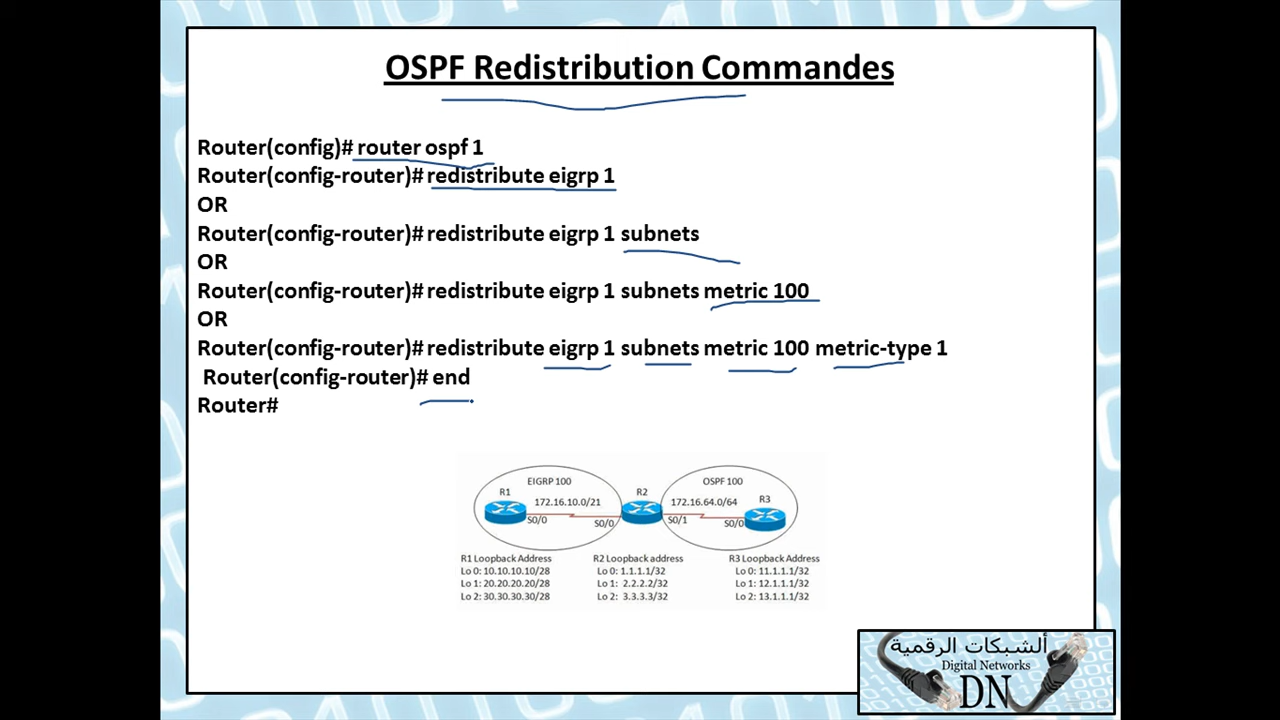 OSPF Redistribution Commandes
Router(config)# router ospf 1
Router(config-router)# redistribute eigrp 1
OR
Router(config-router)# redistribute eigrp 1 subnets
OR
Router(config-router)# redistribute eigrp 1 subnets metric 100
OR
Router(config-router)# redistribute eigrp 1 subnets metric 100 metric-type 1
Router(config-router)# end
Router#
EIGRP 100
OSPF 100
R1
R2
R3
172.16.10.0/21
172.16.64.0/64
S0/0
S0/0
S0/1
S0/0
R1 Loopback Address
Lo 0: 10.10.10.10/28
Lo 1: 20.20.20.20/28
Lo 2: 30.30.30.30/28
R2 Loopback address
Lo 0: 1.1.1.1/32
Lo 1: 2.2.2.2/32
Lo 2: 3.3.3.3/32
R3 Loopback Address
Lo 0: 11.1.1.1/32
Lo 1: 12.1.1.1/32
Lo 2: 13.1.1.1/32
ألشبكات الرقمية
Digital Networks
DN